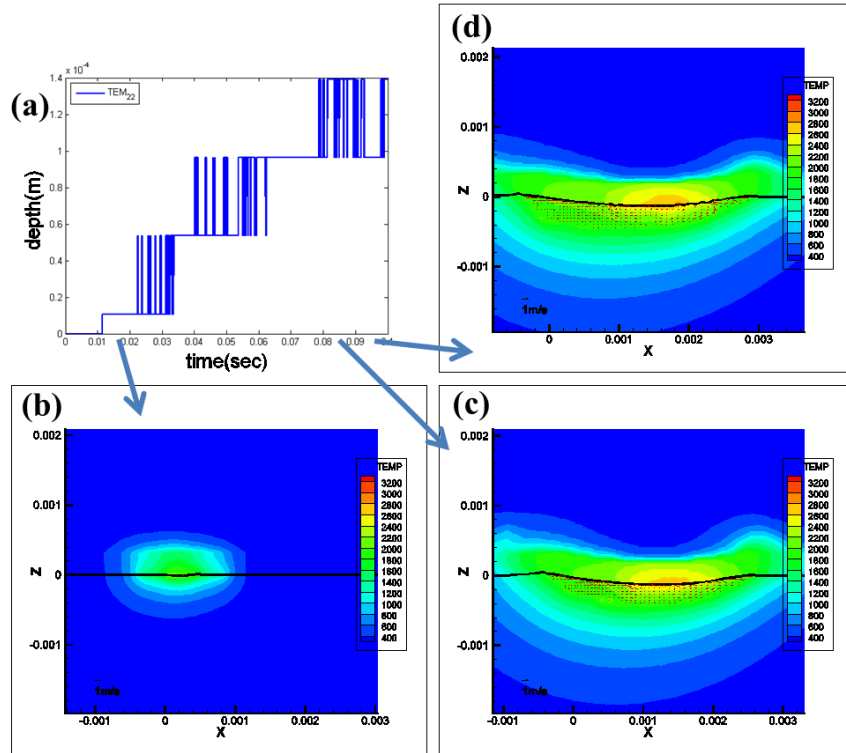 (a)
x 10⁻⁴
1.4
1.2
1
0.8
0.6
0.4
0.2
0
depth(m)
TEM₂₂
0 0.01 0.02 0.03 0.04 0.05 0.06 0.07 0.08 0.09 0.1
time(sec)
(d)
0.002
0.001
0
-0.001
Z
TEMP
3200
3000
2800
2600
2400
2200
2000
1800
1600
1400
1200
1000
800
600
400
1m/s
0 0.001 0.002 0.003
X
(b)
0.002
0.001
0
-0.001
Z
TEMP
3200
3000
2800
2600
2400
2200
2000
1800
1600
1400
1200
1000
800
600
400
1m/s
-0.001 0 0.001 0.002 0.003
X
(c)
0.002
0.001
0
-0.001
Z
TEMP
3200
3000
2800
2600
2400
2200
2000
1800
1600
1400
1200
1000
800
600
400
1m/s
-0.001 0 0.001 0.002 0.003
X